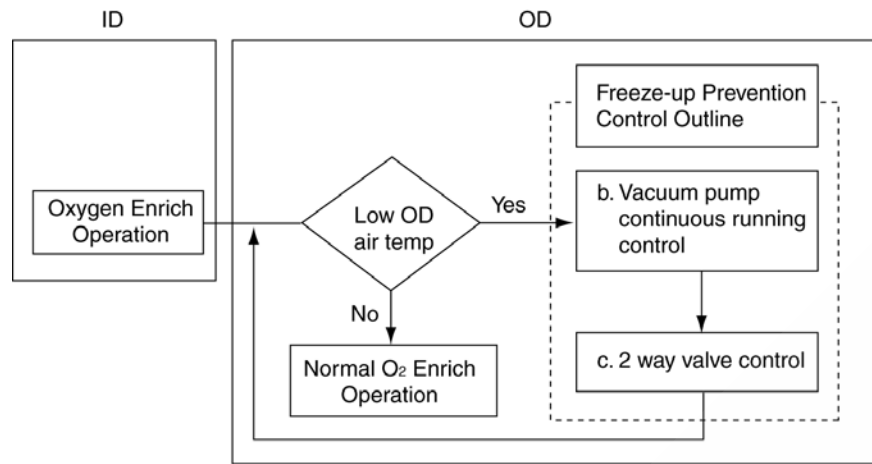 ID
OD
Freeze-up Prevention
Control Outline
Oxygen Enrich
Operation
Low OD
air temp
Yes
b. Vacuum pump
continuous running
control
No
Normal O₂ Enrich
Operation
c. 2 way valve control